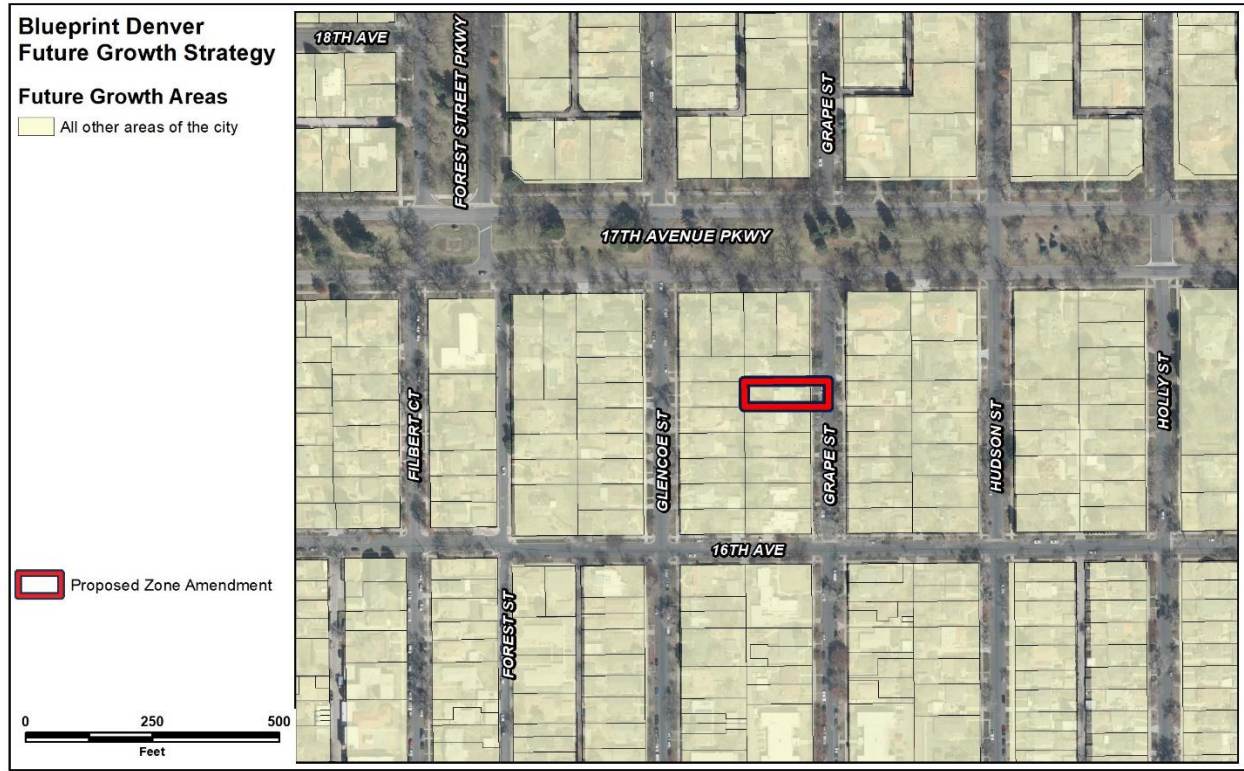 Blueprint Denver
Future Growth Strategy
Future Growth Areas
All other areas of the city
Proposed Zone Amendment
0 250 500
Feet
18TH AVE
FOREST STREET PKWY
GRAPE ST
17TH AVENUE PKWY
FILBERT CT
GLENCOE ST
GRAPE ST
HUDSON ST
HOLLY ST
16TH AVE
FOREST ST